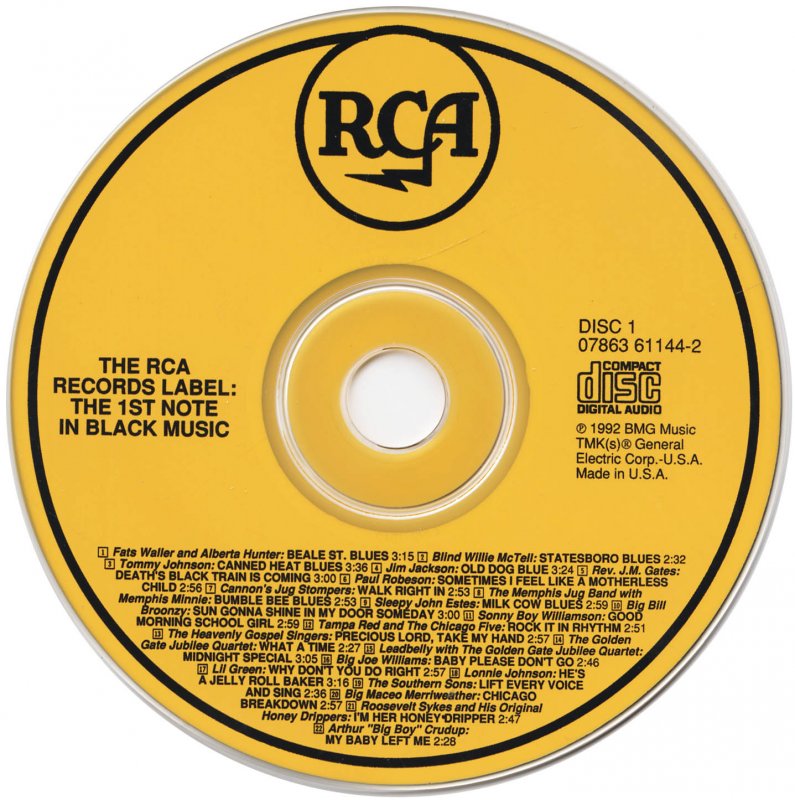 RCA
THE RCA
RECORDS LABEL:
THE 1ST NOTE
IN BLACK MUSIC
DISC 1
07863 61144-2
COMPACT
disc
DIGITAL AUDIO
℗ 1992 BMG Music
TMK(s)® General
Electric Corp.-U.S.A.
Made in U.S.A.
1 Fats Waller and Alberta Hunter: BEALE ST. BLUES 3:15 2 Blind Willie McTell: STATESBORO BLUES 2:32
3 Tommy Johnson: CANNED HEAT BLUES 3:36 4 Jim Jackson: OLD DOG BLUE 3:24 5 Rev. J.M. Gates:
DEATH'S BLACK TRAIN IS COMING 3:00 6 Paul Robeson: SOMETIMES I FEEL LIKE A MOTHERLESS
CHILD 2:56 7 Cannon's Jug Stompers: WALK RIGHT IN 2:53 8 The Memphis Jug Band with
Memphis Minnie: BUMBLE BEE BLUES 2:53 9 Sleepy John Estes: MILK COW BLUES 2:59 10 Big Bill
Broonzy: SUN GONNA SHINE IN MY DOOR SOMEDAY 3:00 11 Sonny Boy Williamson: GOOD
MORNING SCHOOL GIRL 2:59 12 Tampa Red and The Chicago Five: ROCK IT IN RHYTHM 2:51
13 The Heavenly Gospel Singers: PRECIOUS LORD, TAKE MY HAND 2:57 14 The Golden
Gate Jubilee Quartet: WHAT A TIME 2:27 15 Leadbelly with The Golden Gate Jubilee Quartet:
MIDNIGHT SPECIAL 3:05 16 Big Joe Williams: BABY PLEASE DON'T GO 2:46
17 Lil Green: WHY DON'T YOU DO RIGHT 2:57 18 Lonnie Johnson: HE'S
A JELLY ROLL BAKER 3:16 19 The Southern Sons: LIFT EVERY VOICE
AND SING 2:36 20 Big Maceo Merriweather: CHICAGO
BREAKDOWN 2:57 21 Roosevelt Sykes and His Original
Honey Drippers: I'M HER HONEY DRIPPER 2:47
22 Arthur "Big Boy" Crudup:
MY BABY LEFT ME 2:28